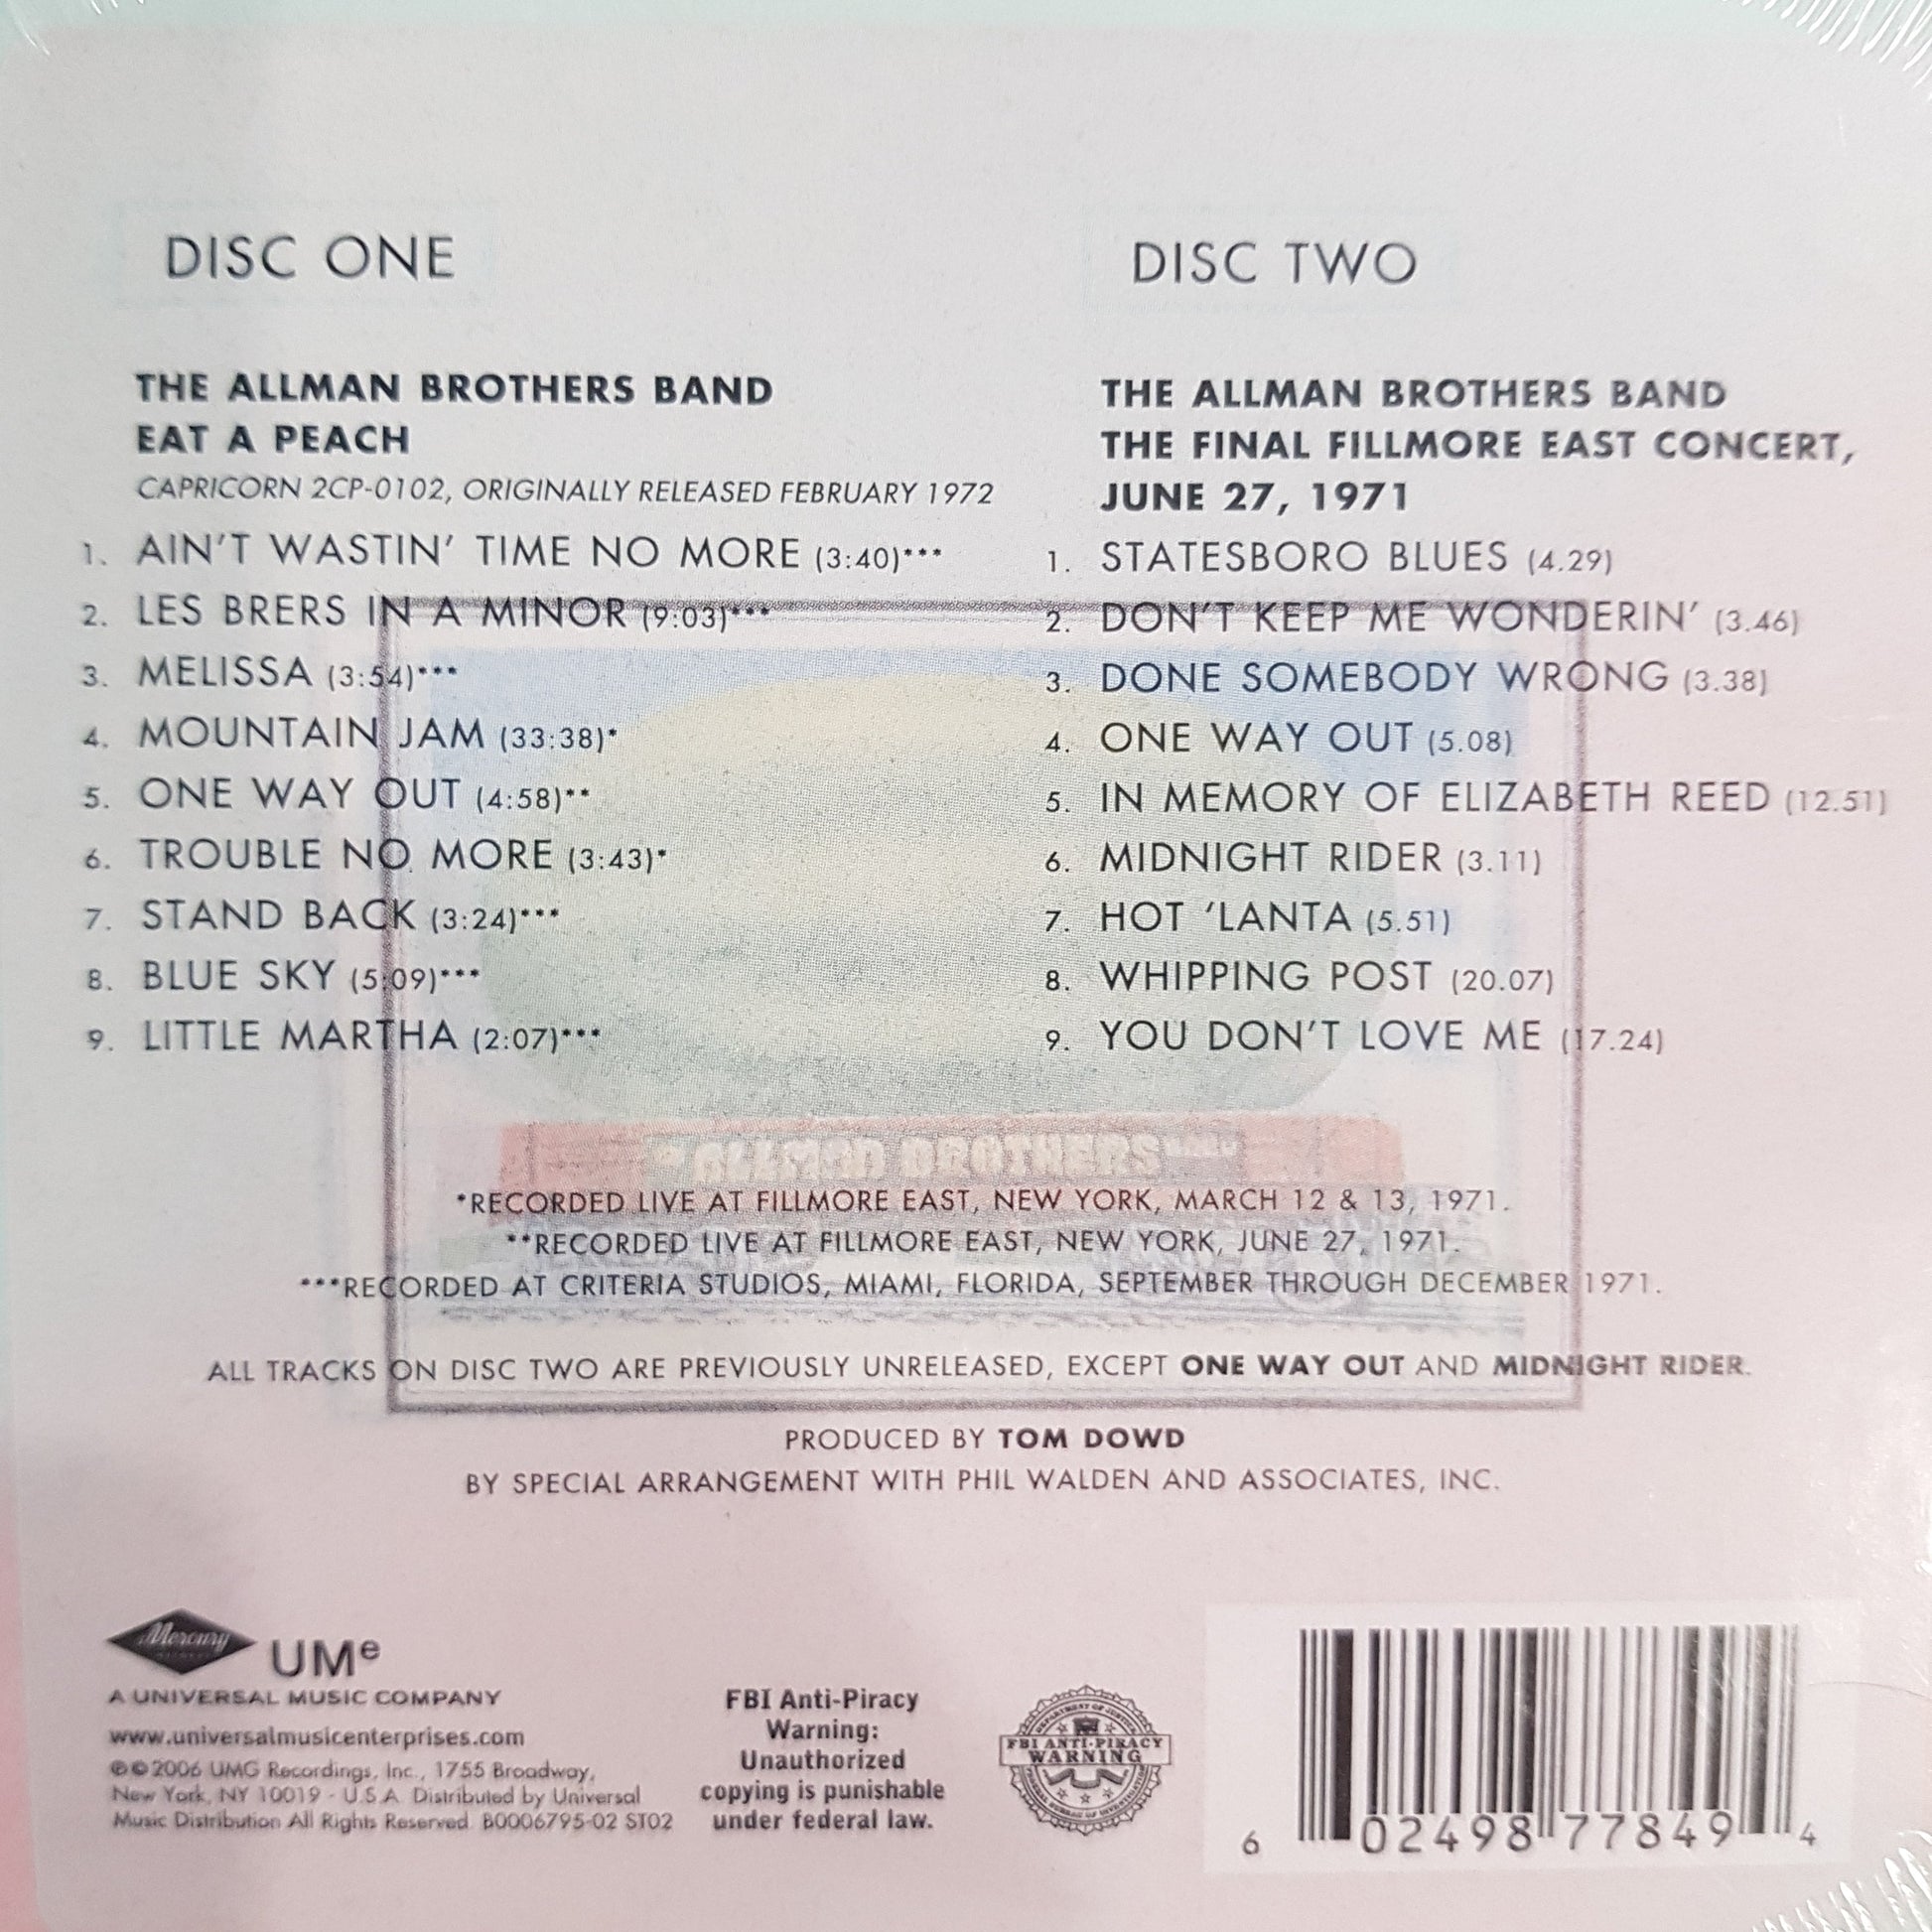 DISC ONE
THE ALLMAN BROTHERS BAND
EAT A PEACH
CAPRICORN 2CP-0102, ORIGINALLY RELEASED FEBRUARY 1972
1. AIN'T WASTIN' TIME NO MORE (3:40)***
2. LES BRERS IN A MINOR (9:03)***
3. MELISSA (3:54)***
4. MOUNTAIN JAM (33:38)*
5. ONE WAY OUT (4:58)**
6. TROUBLE NO MORE (3:43)*
7. STAND BACK (3:24)***
8. BLUE SKY (5:09)***
9. LITTLE MARTHA (2:07)***
DISC TWO
THE ALLMAN BROTHERS BAND
THE FINAL FILLMORE EAST CONCERT,
JUNE 27, 1971
1. STATESBORO BLUES (4.29)
2. DON'T KEEP ME WONDERIN' (3.46)
3. DONE SOMEBODY WRONG (3.38)
4. ONE WAY OUT (5.08)
5. IN MEMORY OF ELIZABETH REED (12.51)
6. MIDNIGHT RIDER (3.11)
7. HOT 'LANTA (5.51)
8. WHIPPING POST (20.07)
9. YOU DON'T LOVE ME (17.24)
ALLMAN BROTHERS
*RECORDED LIVE AT FILLMORE EAST, NEW YORK, MARCH 12 & 13, 1971.
**RECORDED LIVE AT FILLMORE EAST, NEW YORK, JUNE 27, 1971.
***RECORDED AT CRITERIA STUDIOS, MIAMI, FLORIDA, SEPTEMBER THROUGH DECEMBER 1971.
ALL TRACKS ON DISC TWO ARE PREVIOUSLY UNRELEASED, EXCEPT ONE WAY OUT AND MIDNIGHT RIDER.
PRODUCED BY TOM DOWD
BY SPECIAL ARRANGEMENT WITH PHIL WALDEN AND ASSOCIATES, INC.
Mercury
UMe
A UNIVERSAL MUSIC COMPANY
www.universalmusicenterprises.com
℗©2006 UMG Recordings, Inc., 1755 Broadway,
New York, NY 10019 - U.S.A. Distributed by Universal
Music Distribution All Rights Reserved. B0006795-02 ST02
FBI Anti-Piracy
Warning:
Unauthorized
copying is punishable
under federal law.
DEPARTMENT OF JUSTICE
FBI ANTI-PIRACY
WARNING
FEDERAL BUREAU OF INVESTIGATION
6 02498 77849 4